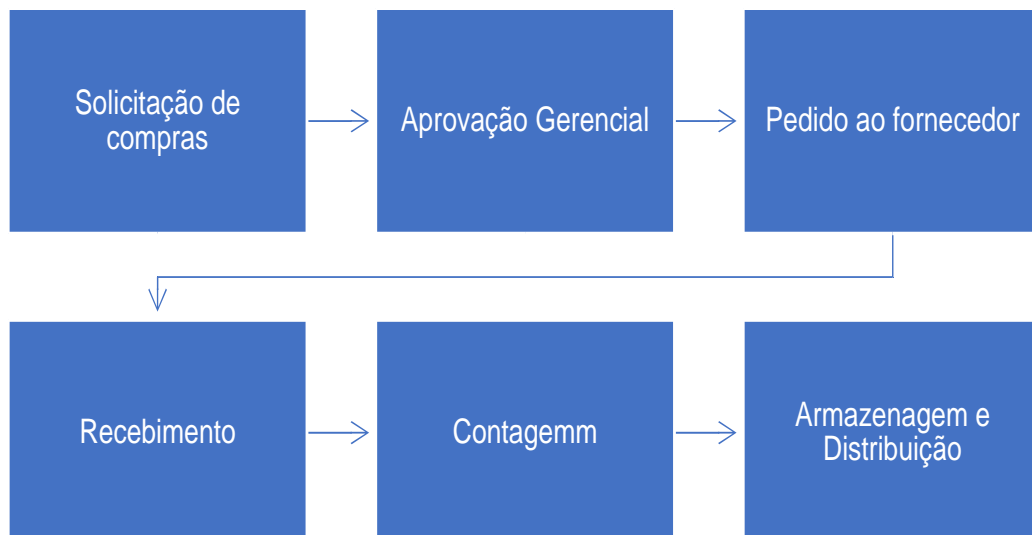 Solicitação de
compras
Aprovação Gerencial
Pedido ao fornecedor
Recebimento
Contagemm
Armazenagem e
Distribuição